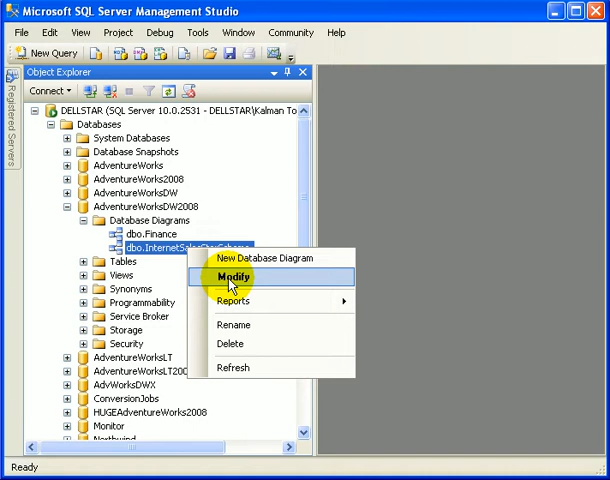 Microsoft SQL Server Management Studio
File Edit View Project Debug Tools Window Community Help
New Query
Object Explorer
Connect
Registered Servers
DELLSTAR (SQL Server 10.0.2531 - DELLSTAR\Kalman To
Databases
System Databases
Database Snapshots
AdventureWorks
AdventureWorks2008
AdventureWorksDW
AdventureWorksDW2008
Database Diagrams
dbo.Finance
New Database Diagram
Modify
Reports
Rename
Delete
Refresh
Tables
Views
Synonyms
Programmability
Service Broker
Storage
Security
AdventureWorksLT
AdventureWorksLT200
AdvWorksDWX
ConversionJobs
HUGEAdventureWorks2008
Monitor
Northwind
Ready